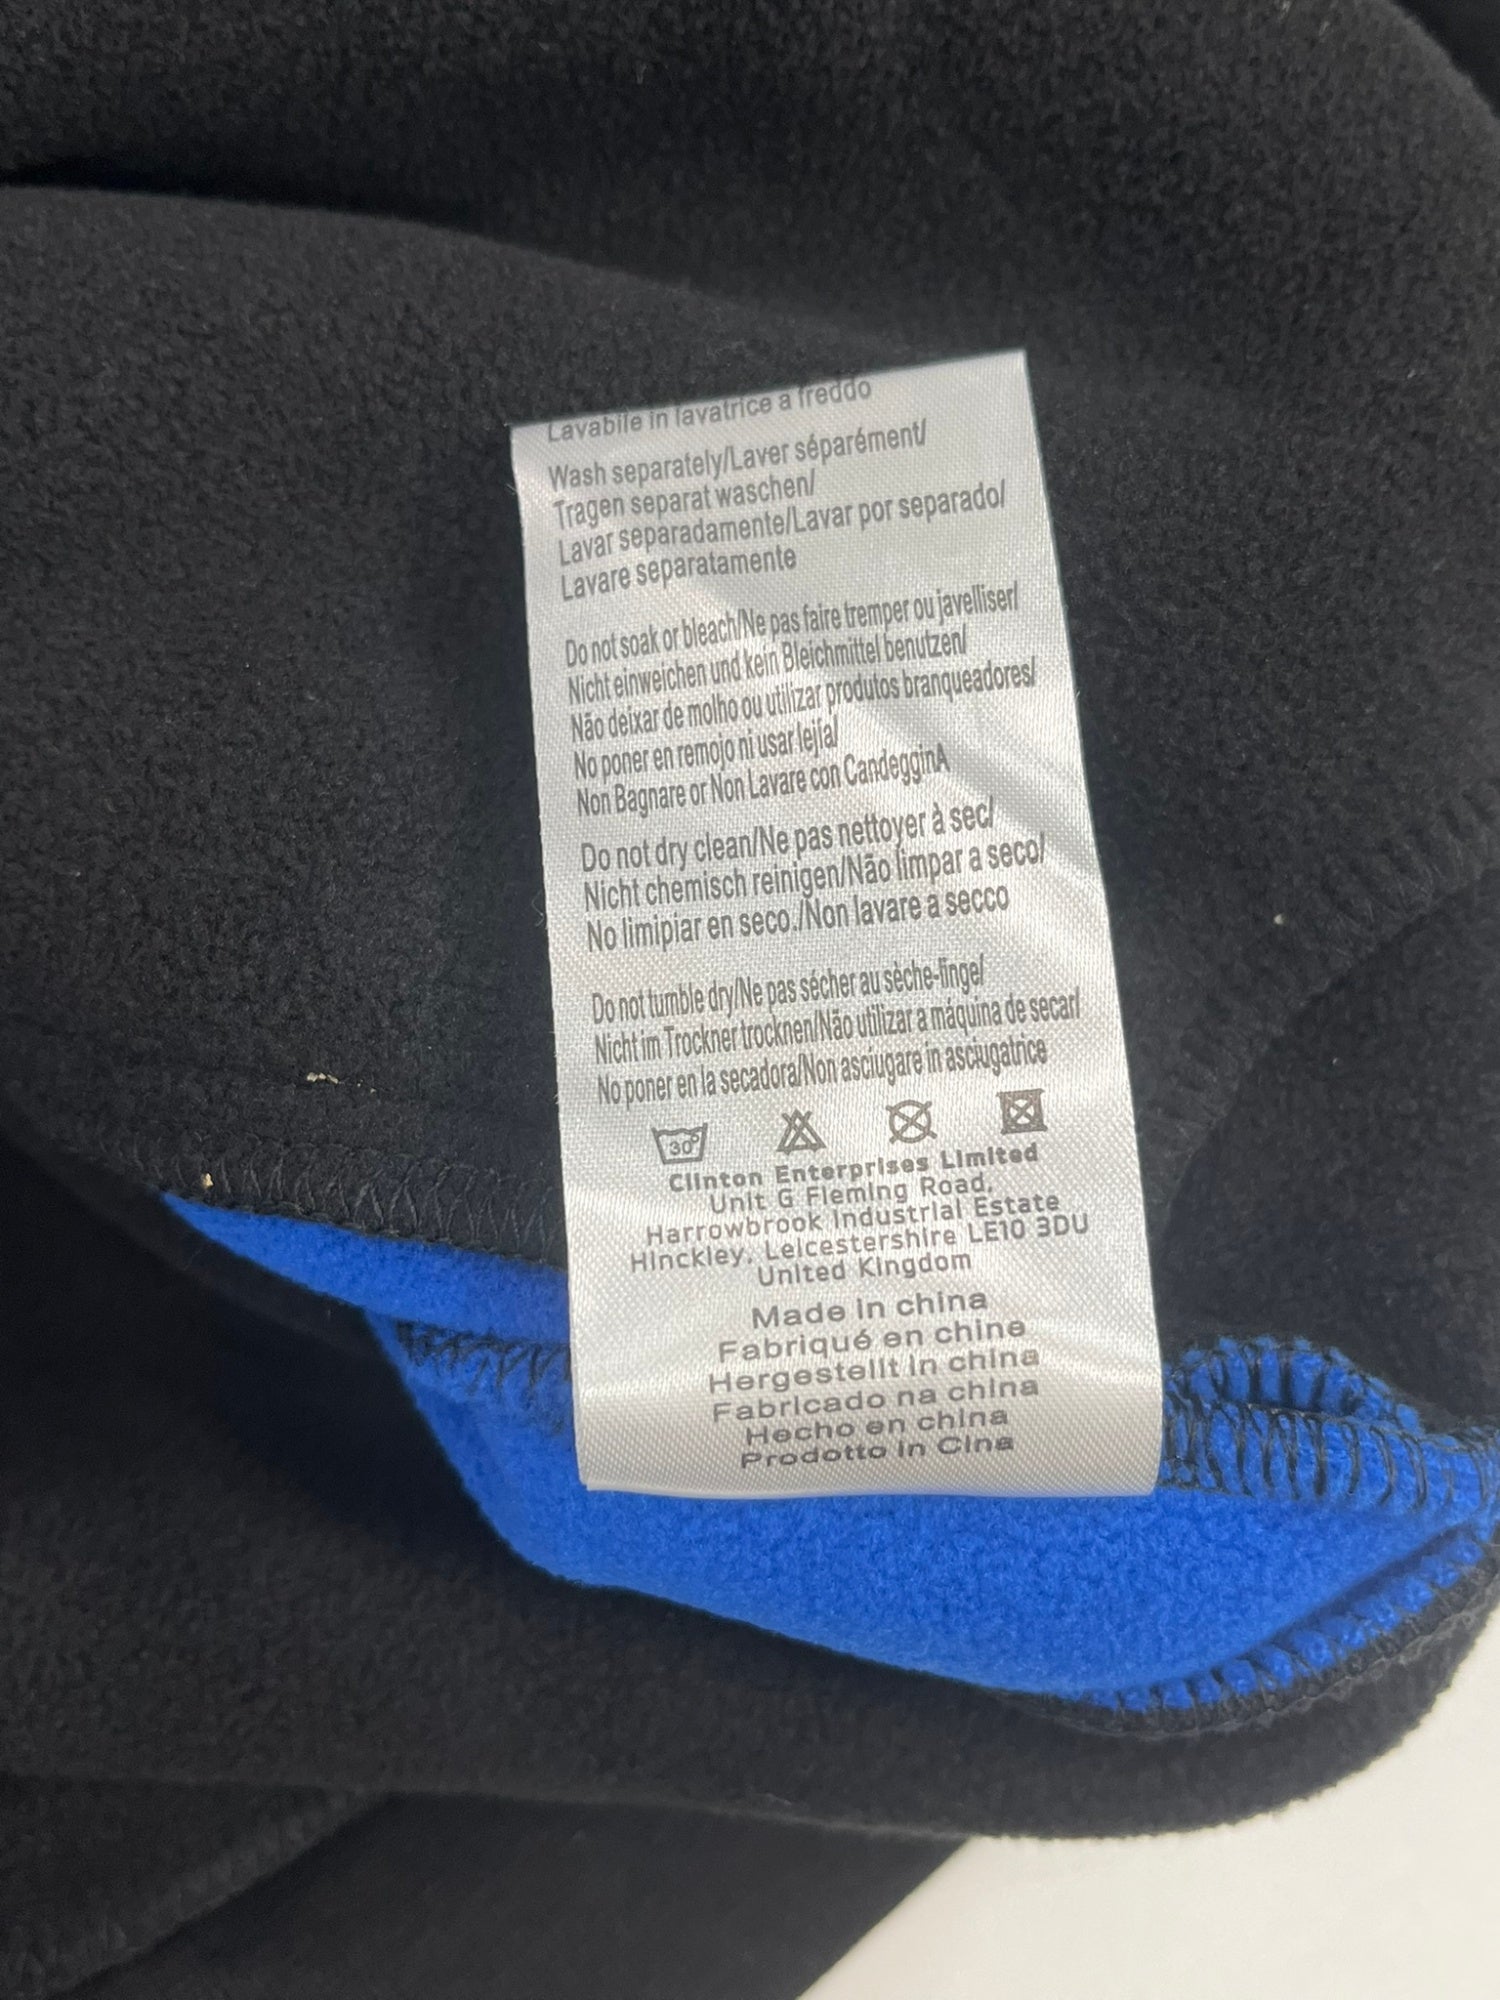 Lavabile in lavatrice a freddo
Wash separately/Laver séparément/
Tragen separat waschen/
Lavar separadamente/Lavar por separado/
Lavare separatamente
Do not soak or bleach/Ne pas faire tremper ou javelliser/
Nicht einweichen und kein Bleichmittel benutzen/
Não deixar de molho ou utilizar produtos branqueadores/
No poner en remojo ni usar lejía/
Non Bagnare or Non Lavare con CandegginA
Do not dry clean/Ne pas nettoyer à sec/
Nicht chemisch reinigen/Não limpar a seco/
No limipiar en seco./Non lavare a secco
Do not tumble dry/Ne pas sécher au sèche-linge/
Nicht im Trockner trocknen/Não utilizar a máquina de secar/
No poner en la secadora/Non asciugare in asciugatrice
30°
Clinton Enterprises Limited
Unit G Fleming Road,
Harrowbrook Industrial Estate
Hinckley, Leicestershire LE10 3DU
United Kingdom
Made in china
Fabriqué en chine
Hergestellt in china
Fabricado na china
Hecho en china
Prodotto in Cina